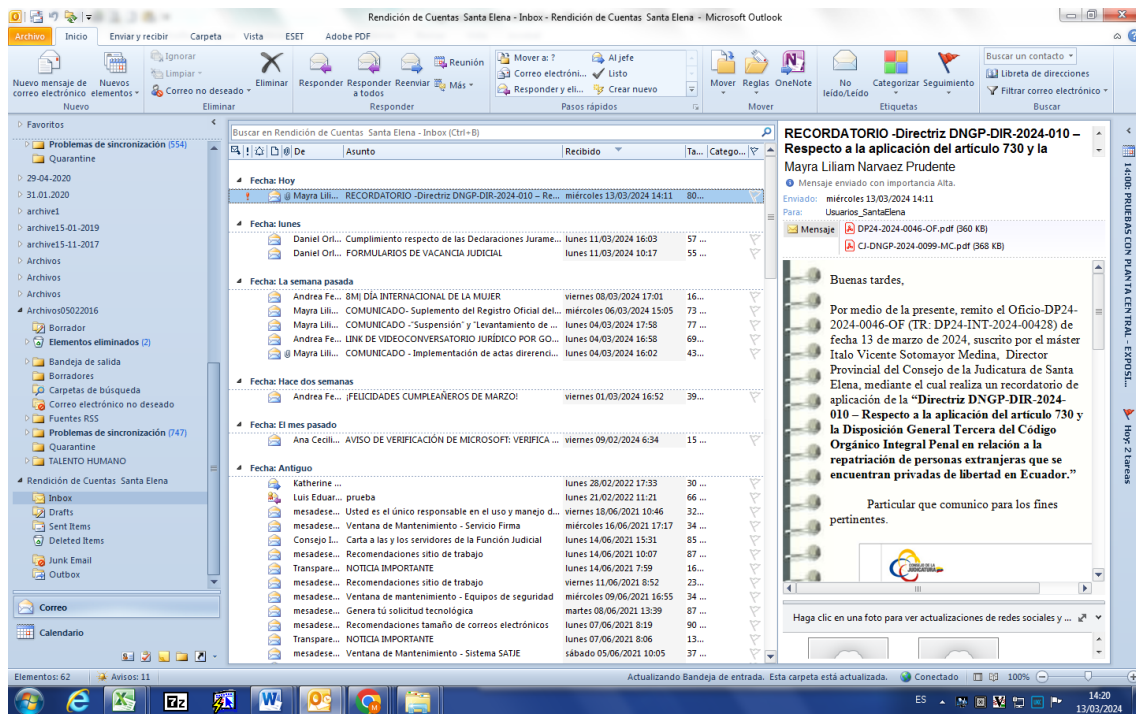 Rendición de Cuentas Santa Elena - Inbox - Rendición de Cuentas Santa Elena - Microsoft Outlook
Archivo Inicio Enviar y recibir Carpeta Vista ESET Adobe PDF
Nuevo mensaje de correo electrónico
Nuevos elementos
Nuevo
Ignorar
Limpiar
Correo no deseado
Eliminar
Eliminar
Responder
Responder a todos
Reenviar
Reunión
Más
Responder
Mover a: ?
Correo electróni...
Responder y eli...
Al jefe
Listo
Crear nuevo
Pasos rápidos
Mover
Reglas
OneNote
Mover
No leído/Leído
Categorizar
Seguimiento
Etiquetas
Buscar un contacto
Libreta de direcciones
Filtrar correo electrónico
Buscar
Favoritos
Problemas de sincronización (554)
Quarantine
29-04-2020
31.01.2020
archive1
archive15-01-2019
archive15-11-2017
Archivos
Archivos
Archivos
Archivos05022016
Borrador
Elementos eliminados (2)
Bandeja de salida
Borradores
Carpetas de búsqueda
Correo electrónico no deseado
Fuentes RSS
Problemas de sincronización (747)
Quarantine
TALENTO HUMANO
Rendición de Cuentas Santa Elena
Inbox
Drafts
Sent Items
Deleted Items
Junk Email
Outbox
Correo
Calendario
Buscar en Rendición de Cuentas Santa Elena - Inbox (Ctrl+B)
De Asunto Recibido Ta... Catego...
Fecha: Hoy
Mayra Lili... RECORDATORIO -Directriz DNGP-DIR-2024-010 – Re... miércoles 13/03/2024 14:11 80...
Fecha: lunes
Daniel Orl... Cumplimiento respecto de las Declaraciones Jurame... lunes 11/03/2024 16:03 57 ...
Daniel Orl... FORMULARIOS DE VACANCIA JUDICIAL lunes 11/03/2024 10:17 55 ...
Fecha: La semana pasada
Andrea Fe... 8M| DÍA INTERNACIONAL DE LA MUJER viernes 08/03/2024 17:01 16...
Mayra Lili... COMUNICADO- Suplemento del Registro Oficial del... miércoles 06/03/2024 15:05 73 ...
Mayra Lili... COMUNICADO -"Suspensión" y "Levantamiento de ... lunes 04/03/2024 17:58 77 ...
Andrea Fe... LINK DE VIDEOCONVERSATORIO JURÍDICO POR GO... lunes 04/03/2024 16:58 69...
Mayra Lili... COMUNICADO - Implementación de actas direrenci... lunes 04/03/2024 16:02 43...
Fecha: Hace dos semanas
Andrea Fe... ¡FELICIDADES CUMPLEAÑEROS DE MARZO! viernes 01/03/2024 16:52 39...
Fecha: El mes pasado
Ana Cecili... AVISO DE VERIFICACIÓN DE MICROSOFT: VERIFICA ... viernes 09/02/2024 6:34 15 ...
Fecha: Antiguo
Katherine ... lunes 28/02/2022 17:33 30 ...
Luis Eduar... prueba lunes 21/02/2022 11:21 66 ...
mesadese... Usted es el único responsable en el uso y manejo d... viernes 18/06/2021 10:46 32...
mesadese... Ventana de Mantenimiento - Servicio Firma miércoles 16/06/2021 17:17 34 ...
Consejo I... Carta a las y los servidores de la Función Judicial lunes 14/06/2021 15:31 85 ...
mesadese... Recomendaciones sitio de trabajo lunes 14/06/2021 10:07 87 ...
Transpare... NOTICIA IMPORTANTE lunes 14/06/2021 7:59 16...
mesadese... Recomendaciones sitio de trabajo viernes 11/06/2021 8:52 23...
mesadese... Ventana de mantenimiento - Equipos de seguridad miércoles 09/06/2021 16:55 34 ...
mesadese... Genera tú solicitud tecnológica martes 08/06/2021 13:39 87 ...
mesadese... Recomendaciones tamaño de correos electrónicos lunes 07/06/2021 8:19 90 ...
Transpare... NOTICIA IMPORTANTE lunes 07/06/2021 8:06 13...
mesadese... Ventana de Mantenimiento - Sistema SATJE sábado 05/06/2021 10:05 37 ...
RECORDATORIO -Directriz DNGP-DIR-2024-010 –
Respecto a la aplicación del artículo 730 y la
Mayra Liliam Narvaez Prudente
Mensaje enviado con importancia Alta.
Enviado: miércoles 13/03/2024 14:11
Para: Usuarios_SantaElena
Mensaje DP24-2024-0046-OF.pdf (360 KB)
CJ-DNGP-2024-0099-MC.pdf (368 KB)
Buenas tardes,
Por medio de la presente, remito el Oficio-DP24-
2024-0046-OF (TR: DP24-INT-2024-00428) de
fecha 13 de marzo de 2024, suscrito por el máster
Italo Vicente Sotomayor Medina, Director
Provincial del Consejo de la Judicatura de Santa
Elena, mediante el cual realiza un recordatorio de
aplicación de la “Directriz DNGP-DIR-2024-
010 – Respecto a la aplicación del artículo 730 y
la Disposición General Tercera del Código
Orgánico Integral Penal en relación a la
repatriación de personas extranjeras que se
encuentran privadas de libertad en Ecuador.”
Particular que comunico para los fines
pertinentes.
CONSEJO DE LA
JUDICATURA
Haga clic en una foto para ver actualizaciones de redes sociales y ...
14:00: PRUEBAS CON PLANTA CENTRAL - EXPOSI...
Hoy: 2 tareas
Elementos: 62 Avisos: 11 Actualizando Bandeja de entrada. Esta carpeta está actualizada. Conectado 100%
ES
14:20
13/03/2024